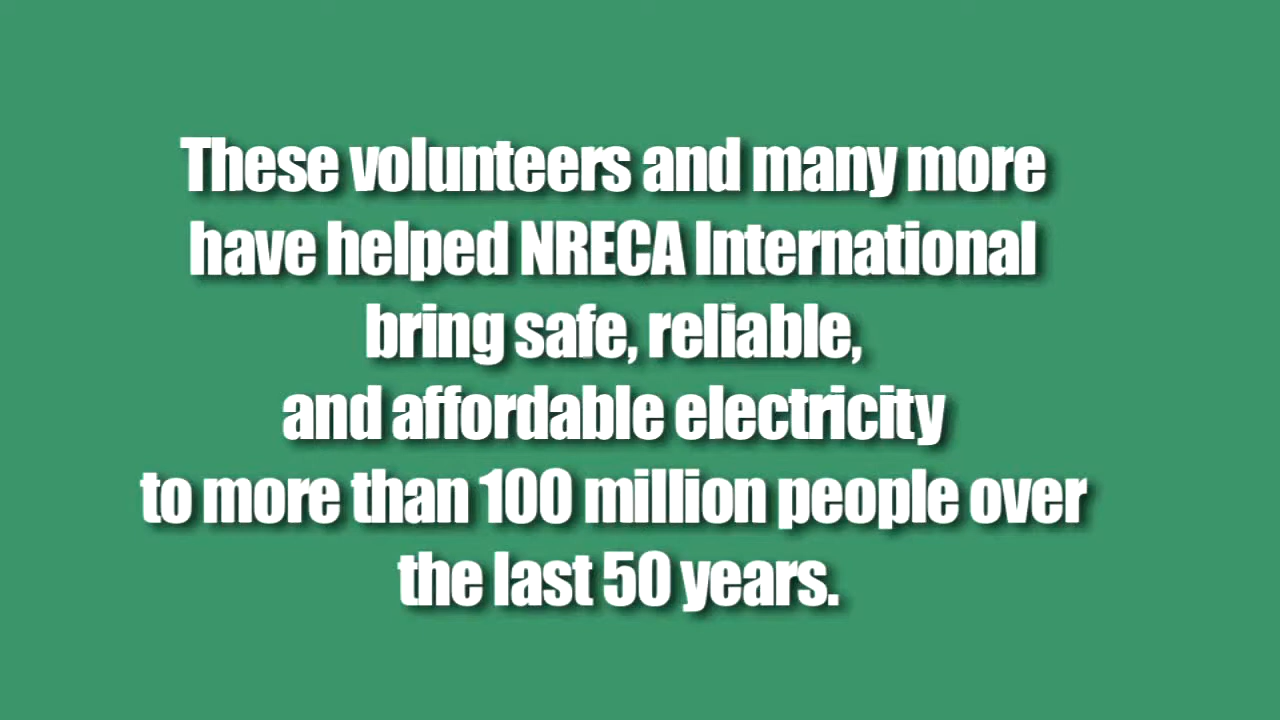 These volunteers and many more
have helped NRECA International
bring safe, reliable,
and affordable electricity
to more than 100 million people over
the last 50 years.